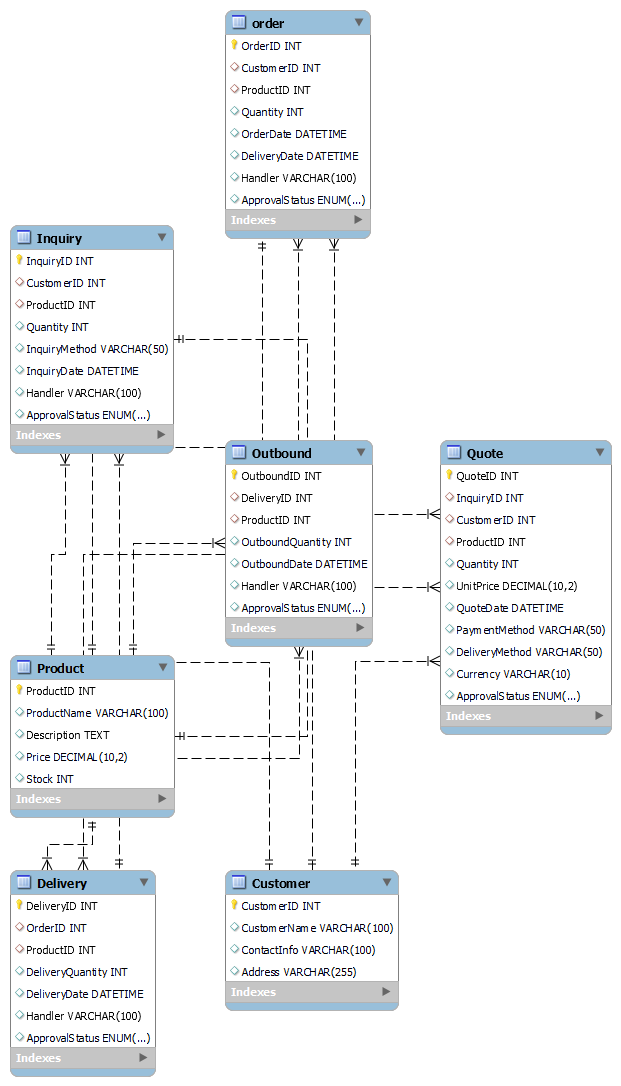 order
OrderID INT
CustomerID INT
ProductID INT
Quantity INT
OrderDate DATETIME
DeliveryDate DATETIME
Handler VARCHAR(100)
ApprovalStatus ENUM(...)
Indexes
Inquiry
InquiryID INT
CustomerID INT
ProductID INT
Quantity INT
InquiryMethod VARCHAR(50)
InquiryDate DATETIME
Handler VARCHAR(100)
ApprovalStatus ENUM(...)
Indexes
Outbound
OutboundID INT
DeliveryID INT
ProductID INT
OutboundQuantity INT
OutboundDate DATETIME
Handler VARCHAR(100)
ApprovalStatus ENUM(...)
Indexes
Quote
QuoteID INT
InquiryID INT
CustomerID INT
ProductID INT
Quantity INT
UnitPrice DECIMAL(10,2)
QuoteDate DATETIME
PaymentMethod VARCHAR(50)
DeliveryMethod VARCHAR(50)
Currency VARCHAR(10)
ApprovalStatus ENUM(...)
Indexes
Product
ProductID INT
ProductName VARCHAR(100)
Description TEXT
Price DECIMAL(10,2)
Stock INT
Indexes
Delivery
DeliveryID INT
OrderID INT
ProductID INT
DeliveryQuantity INT
DeliveryDate DATETIME
Handler VARCHAR(100)
ApprovalStatus ENUM(...)
Indexes
Customer
CustomerID INT
CustomerName VARCHAR(100)
ContactInfo VARCHAR(100)
Address VARCHAR(255)
Indexes